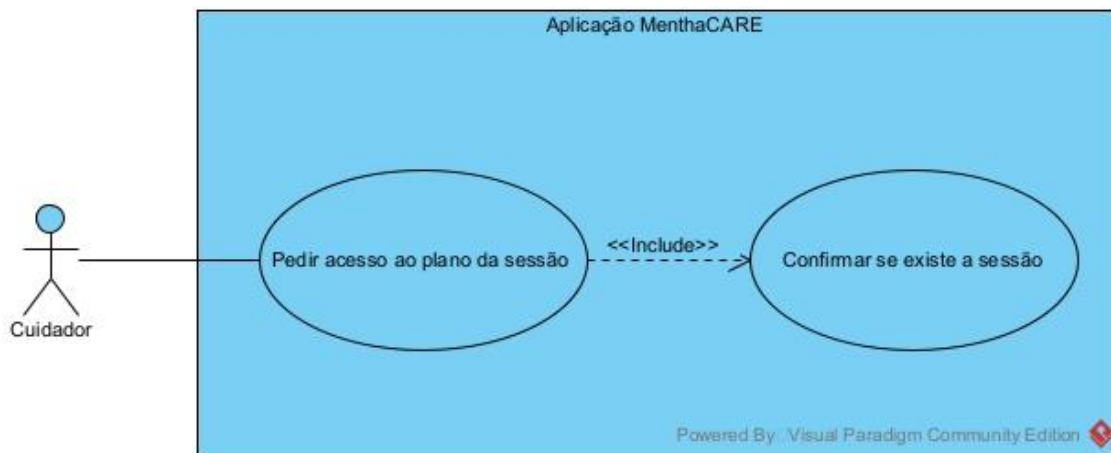 Aplicação MenthaCARE
Pedir acesso ao plano da sessão
<<Include>>
Confirmar se existe a sessão
Cuidador
Powered By Visual Paradigm Community Edition